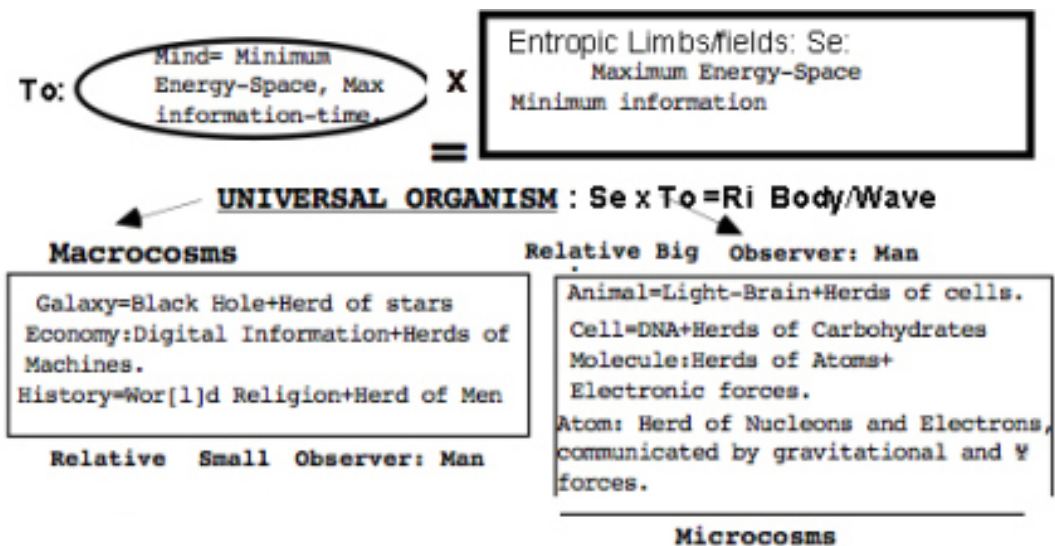 To:
Mind= Minimum
Energy-Space, Max
information-time.
x
Entropic Limbs/fields: Se:
Maximum Energy-Space
Minimum information
=
UNIVERSAL ORGANISM : Se x To =Ri Body/Wave
Macrocosms
Galaxy=Black Hole+Herd of stars
Economy:Digital Information+Herds of
Machines.
History=Wor[l]d Religion+Herd of Men
Relative Small Observer: Man
Relative Big Observer: Man
Animal=Light-Brain+Herds of cells.
Cell=DNA+Herds of Carbohydrates
Molecule:Herds of Atoms+
Electronic forces.
Atom: Herd of Nucleons and Electrons,
communicated by gravitational and Ψ
forces.
Microcosms